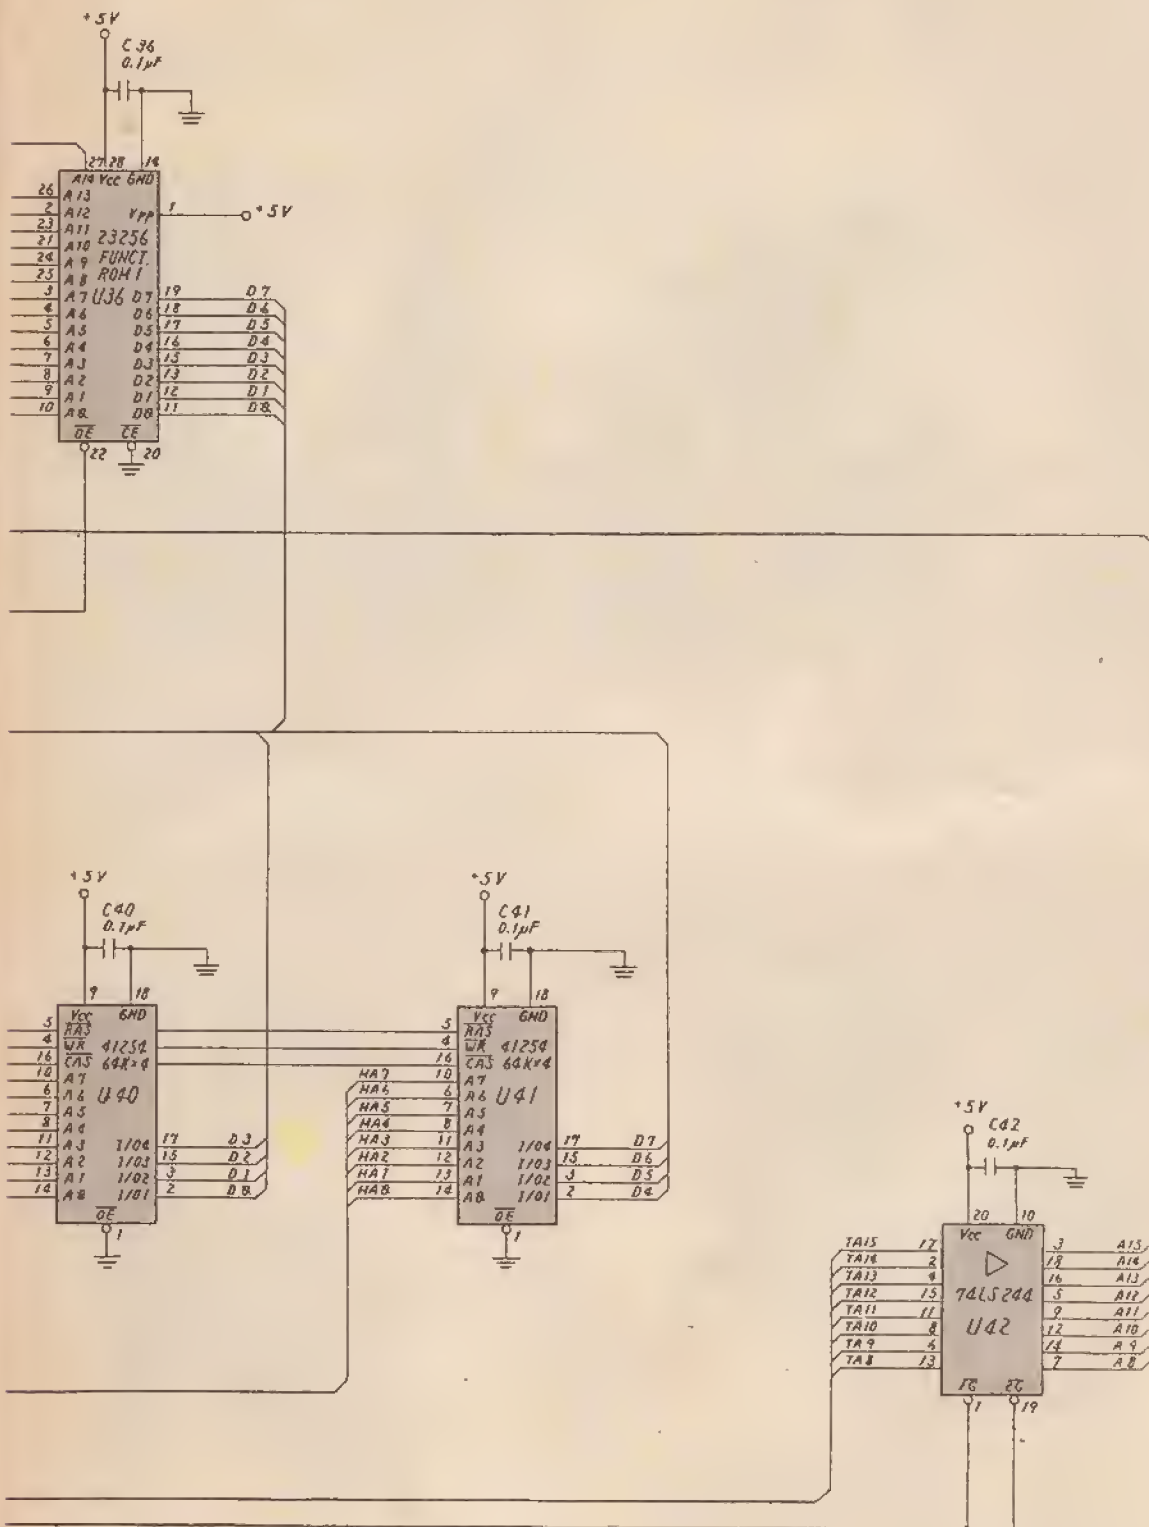 +5V
C36
0.1µF
27 28 14
A14 Vcc GND
26 A13
2 A12 Vpp 1 +5V
23 A11
21 A10 23256
24 A9 FUNCT.
25 A8 ROM1
3 A7 U36 D7 19 D7
4 A6 D6 18 D6
5 A5 D5 17 D5
6 A4 D4 16 D4
7 A3 D3 15 D3
8 A2 D2 13 D2
9 A1 D1 12 D1
10 A0 D0 11 D0
OE CE
22 20
+5V
C40
0.1µF
9 18
Vcc GND
5 RAS
4 WR 41254
16 CAS 64K×4
10 A7
6 A6 U40
7 A5
8 A4
11 A3 I/O4 17 D3
12 A2 I/O3 15 D2
13 A1 I/O2 3 D1
14 A0 I/O1 2 D0
OE
1
+5V
C41
0.1µF
9 18
Vcc GND
5 RAS
4 WR 41254
16 CAS 64K×4
HA7 10 A7
HA6 6 A6 U41
HA5 7 A5
HA4 8 A4
HA3 11 A3 I/O4 17 D7
HA2 12 A2 I/O3 15 D6
HA1 13 A1 I/O2 3 D5
HA0 14 A0 I/O1 2 D4
OE
1
+5V
C42
0.1µF
20 10
Vcc GND
TA15 17 3 A15
TA14 2 18 A14
TA13 4 16 A13
TA12 15 74LS244 5 A12
TA11 11 9 A11
TA10 8 U42 12 A10
TA9 6 14 A9
TA8 13 7 A8
1G 2G
1 19